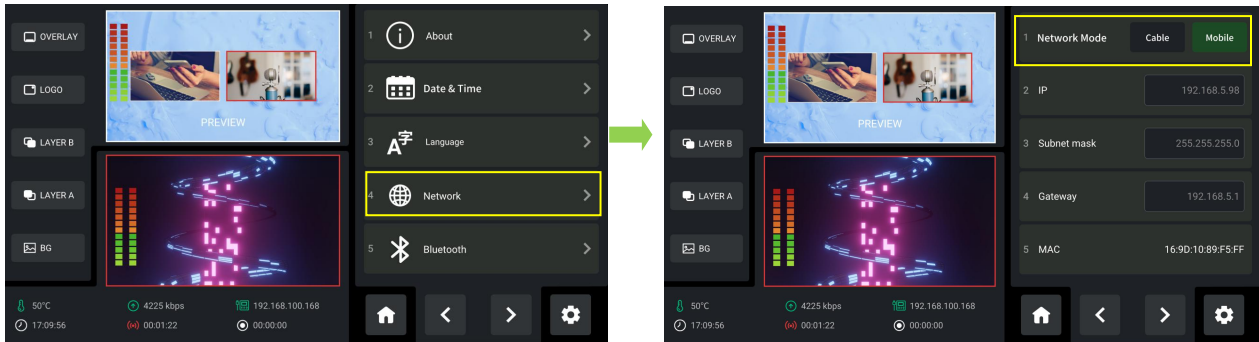 OVERLAY
LOGO
LAYER B
LAYER A
BG
PREVIEW
1 About
2 Date & Time
3 Language
4 Network
5 Bluetooth
50°C
4225 kbps
192.168.100.168
17:09:56
00:01:22
00:00:00
OVERLAY
LOGO
LAYER B
LAYER A
BG
PREVIEW
1 Network Mode Cable Mobile
2 IP 192.168.5.98
3 Subnet mask 255.255.255.0
4 Gateway 192.168.5.1
5 MAC 16:9D:10:89:F5:FF
50°C
4225 kbps
192.168.100.168
17:09:56
00:01:22
00:00:00